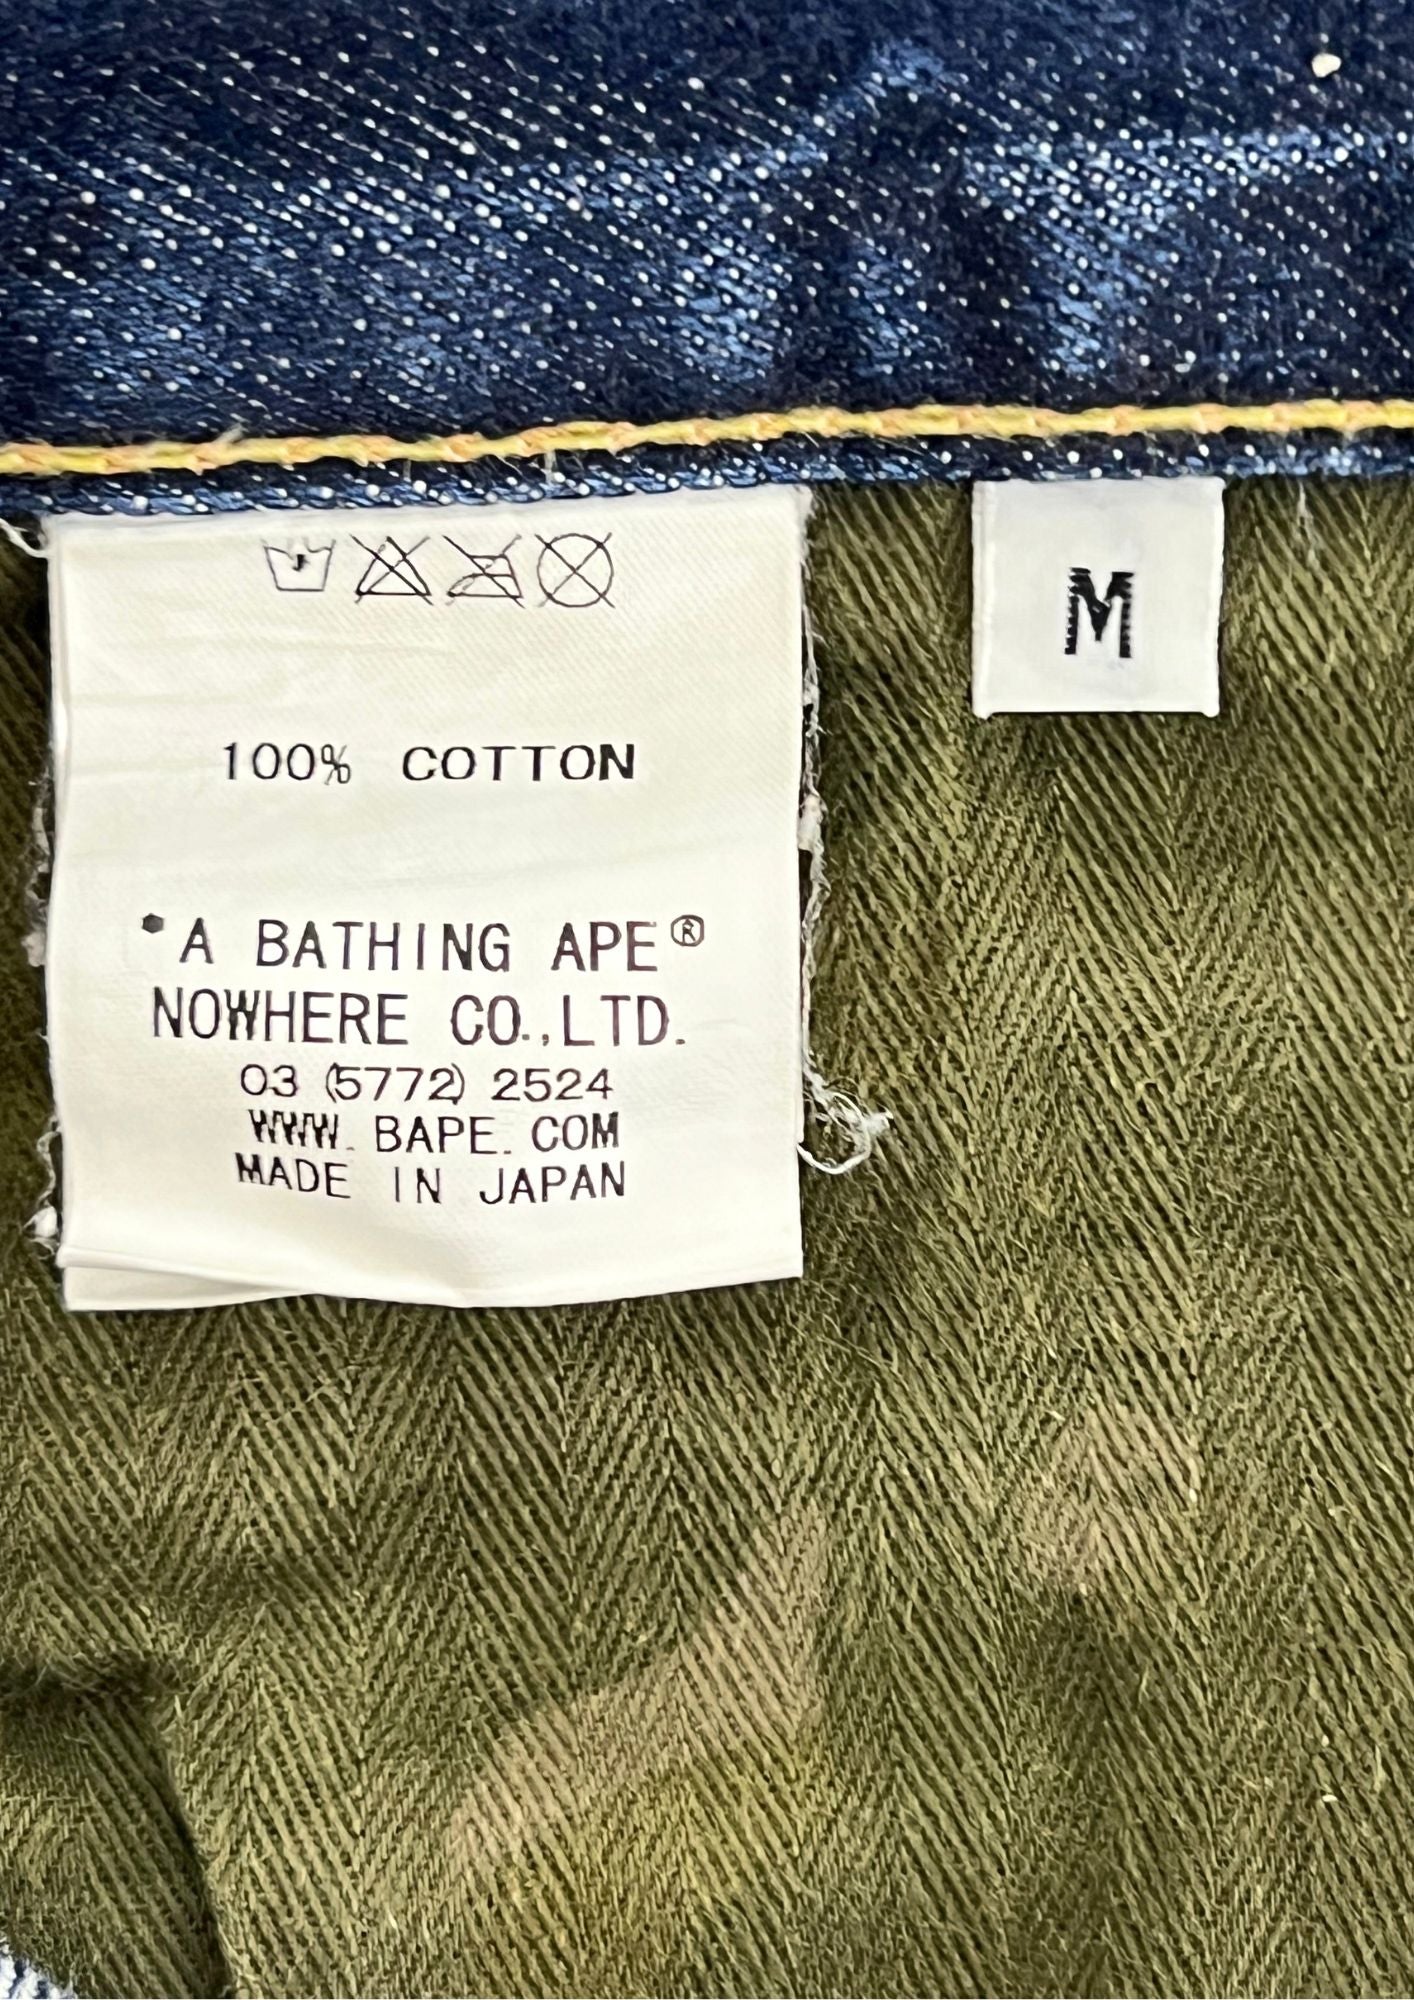 M
100% COTTON
"A BATHING APE®
NOWHERE CO.,LTD.
03 (5772) 2524
WWW. BAPE. COM
MADE IN JAPAN